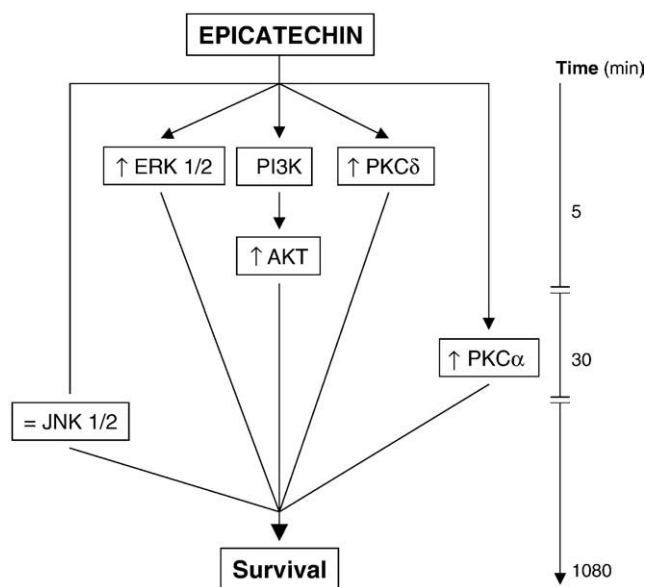 EPICATECHIN
Time (min)
↑ ERK 1/2
PI3K
↑ PKCδ
5
↑ AKT
↑ PKCα
30
= JNK 1/2
Survival
1080